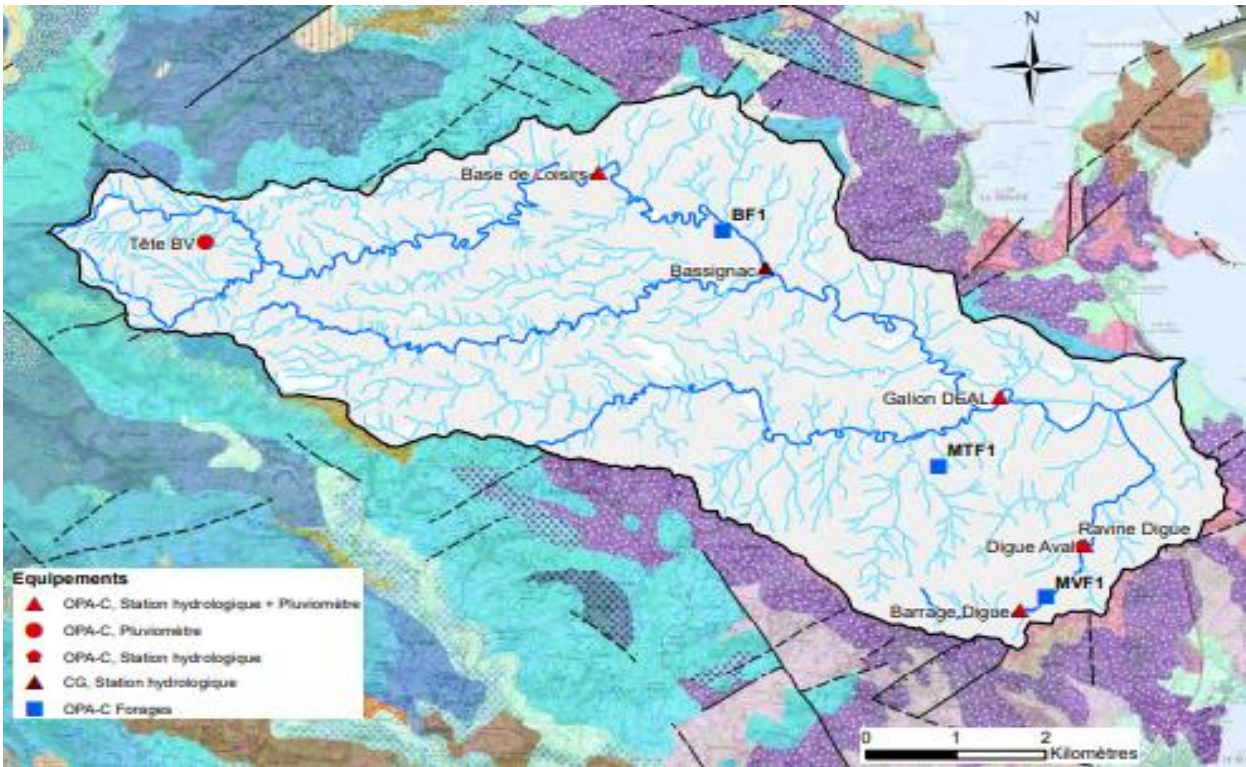 N
Base de Loisirs
BF1
Tête BV
Bassignac
Galion DEAL
MTF1
Ravine Digue
Digue Aval
MVF1
Barrage Digue
Equipements
OPA-C, Station hydrologique + Pluviomètre
OPA-C, Pluviomètre
OPA-C, Station hydrologique
CG, Station hydrologique
OPA-C Forages
0 1 2
Kilomètres